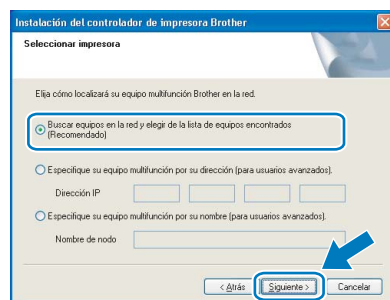 Instalación del controlador de impresora Brother
Seleccionar impresora
Elija cómo localizará su equipo multifunción Brother en la red.
Buscar equipos en la red y elegir de la lista de equipos encontrados
(Recomendado)
Especifique su equipo multifunción por su dirección (para usuarios avanzados).
Dirección IP
Especifique su equipo multifunción por su nombre (para usuarios avanzados).
Nombre de nodo
< Atrás
Siguiente >
Cancelar